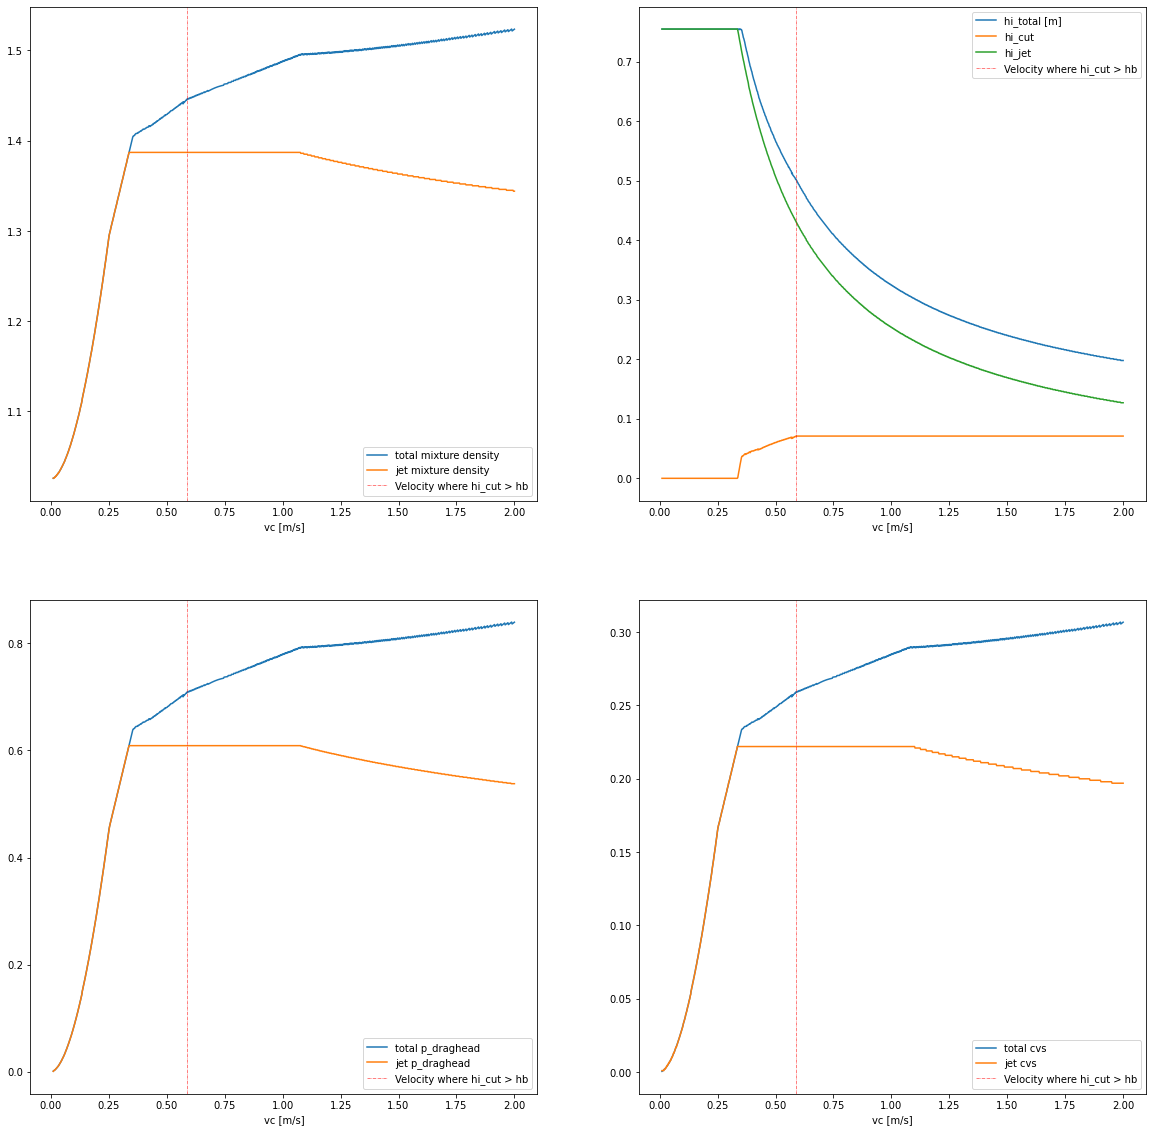 1.5
1.4
1.3
1.2
1.1
total mixture density
jet mixture density
Velocity where hi_cut > hb
0.00 0.25 0.50 0.75 1.00 1.25 1.50 1.75 2.00
vc [m/s]
hi_total [m]
hi_cut
hi_jet
Velocity where hi_cut > hb
0.7
0.6
0.5
0.4
0.3
0.2
0.1
0.0
0.00 0.25 0.50 0.75 1.00 1.25 1.50 1.75 2.00
vc [m/s]
0.8
0.6
0.4
0.2
0.0
total p_draghead
jet p_draghead
Velocity where hi_cut > hb
0.00 0.25 0.50 0.75 1.00 1.25 1.50 1.75 2.00
vc [m/s]
0.30
0.25
0.20
0.15
0.10
0.05
0.00
total cvs
jet cvs
Velocity where hi_cut > hb
0.00 0.25 0.50 0.75 1.00 1.25 1.50 1.75 2.00
vc [m/s]